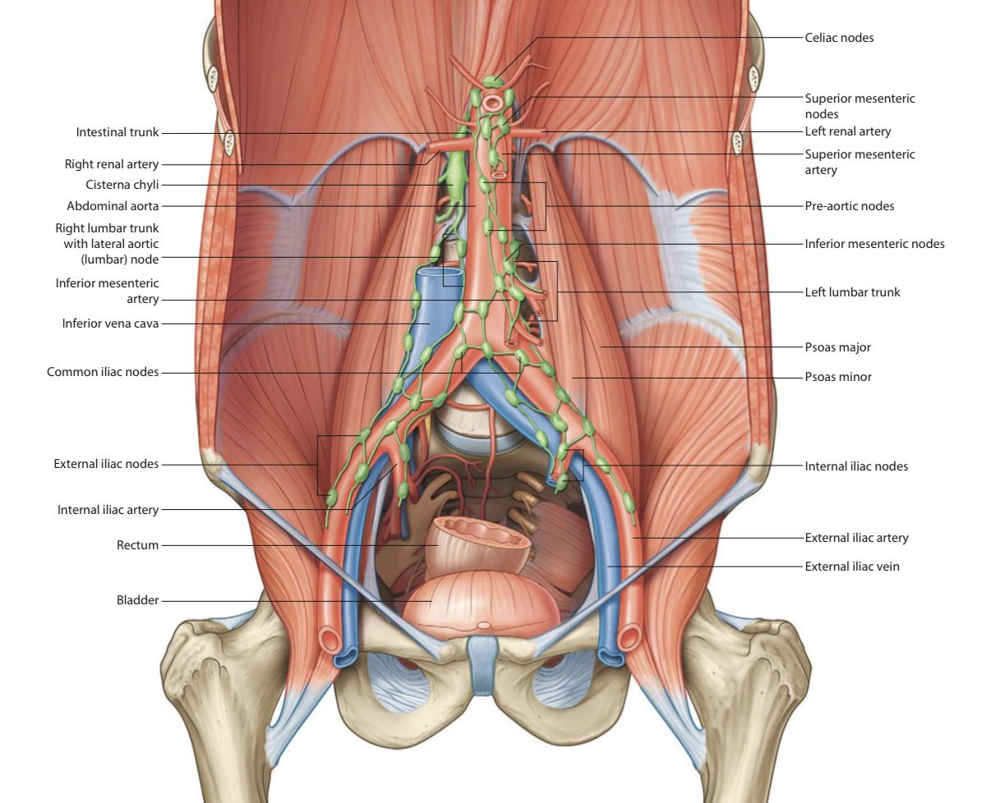 Celiac nodes
Superior mesenteric
nodes
Left renal artery
Superior mesenteric
artery
Pre-aortic nodes
Inferior mesenteric nodes
Left lumbar trunk
Psoas major
Psoas minor
Internal iliac nodes
External iliac artery
External iliac vein
Intestinal trunk
Right renal artery
Cisterna chyli
Abdominal aorta
Right lumbar trunk
with lateral aortic
(lumbar) node
Inferior mesenteric
artery
Inferior vena cava
Common iliac nodes
External iliac nodes
Internal iliac artery
Rectum
Bladder